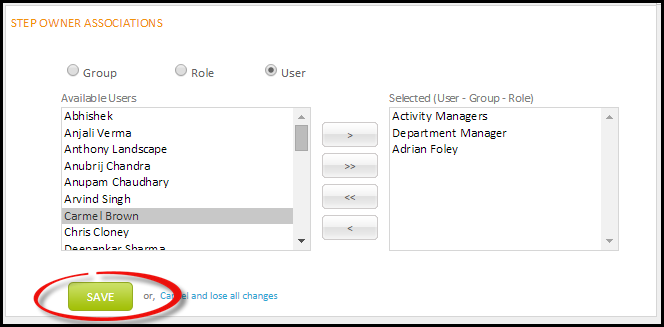 STEP OWNER ASSOCIATIONS
Group Role User
Available Users Selected (User - Group - Role)
Abhishek
Anjali Verma
Anthony Landscape
Anubrij Chandra
Anupam Chaudhary
Arvind Singh
Carmel Brown
Chris Cloney
Deepankar Sharma
>
>>
<<
<
Activity Managers
Department Manager
Adrian Foley
SAVE or, Cancel and lose all changes